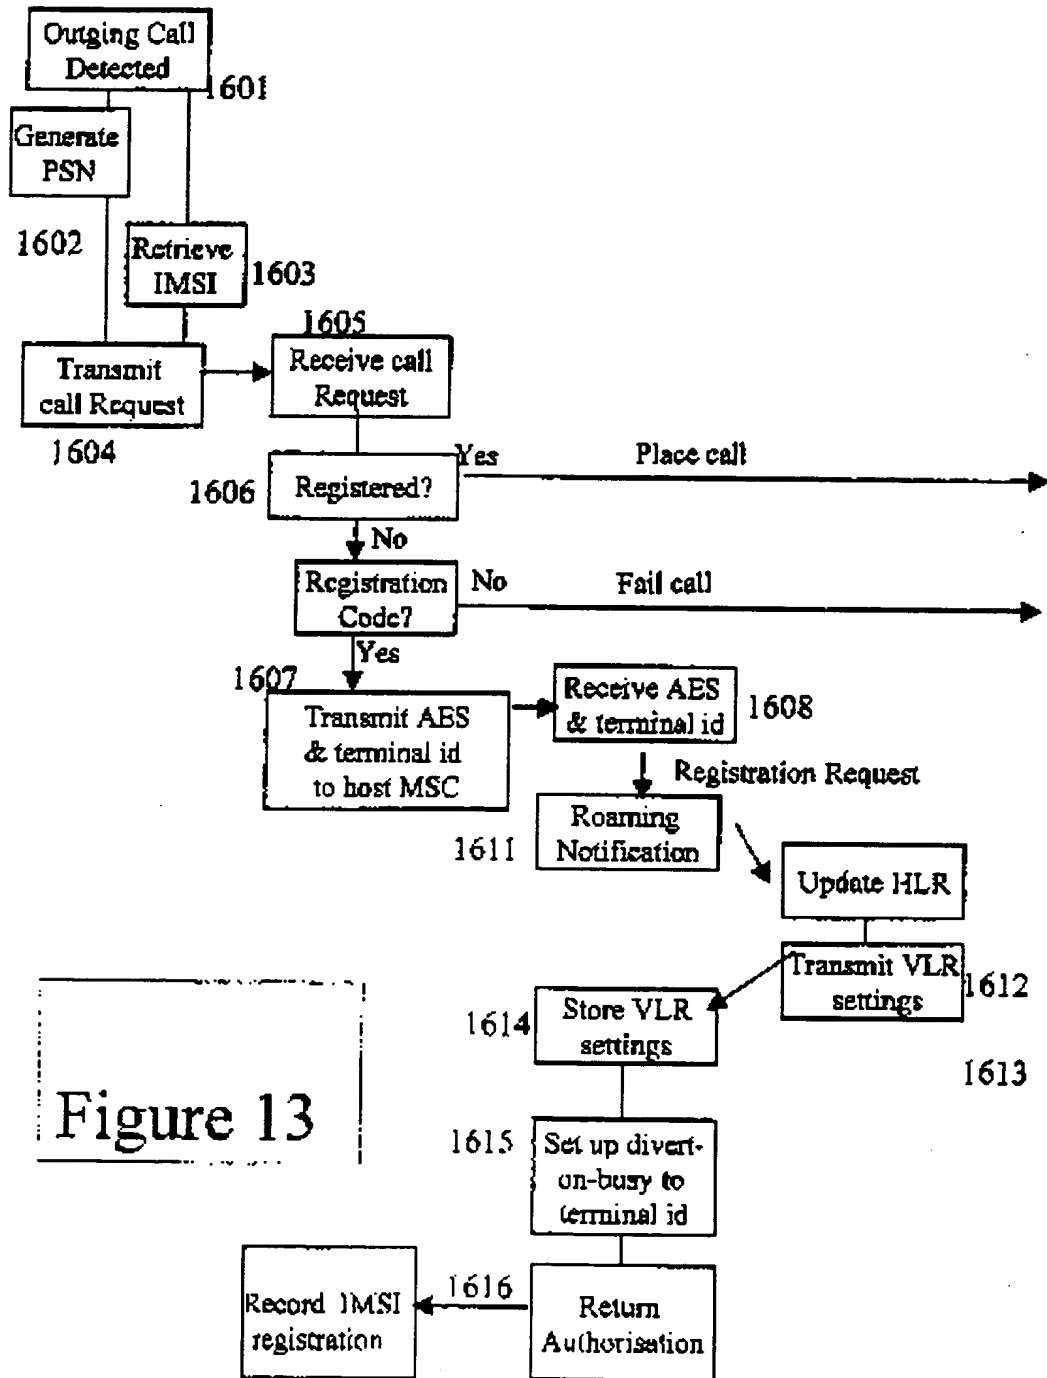 Outging Call
Detected
1601
Generate
PSN
1602
Retrieve
IMSI
1603
1605
Transmit
call Request
1604
Receive call
Request
1606
Registered?
Yes
Place call
No
Registration
Code?
No
Fail call
Yes
1607
Transmit AES
& terminal id
to host MSC
Receive AES
& terminal id
1608
Registration Request
1611
Roaming
Notification
Update HLR
Transmit VLR
settings
1612
1613
1614
Store VLR
settings
Figure 13
1615
Set up divert-
on-busy to
terminal id
Record IMSI
registration
1616
Return
Authorisation